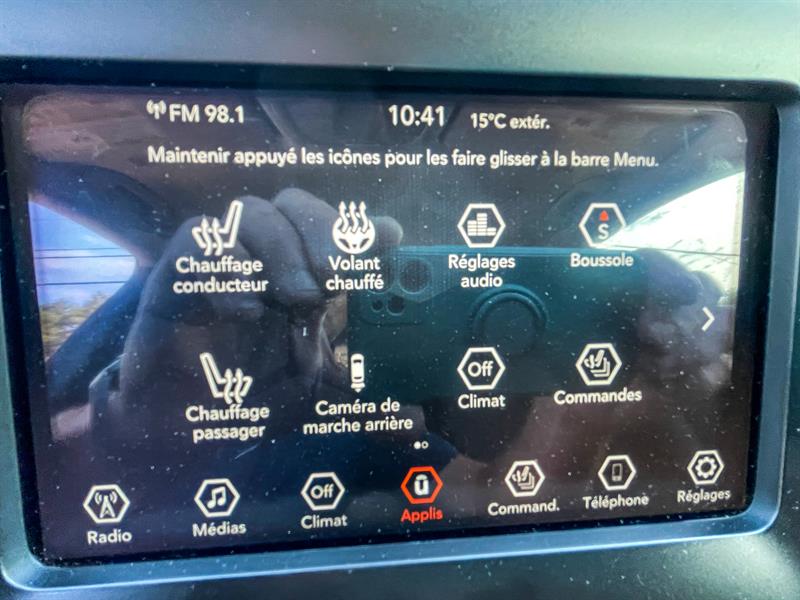 FM 98.1 10:41 15°C extér.
Maintenir appuyé les icônes pour les faire glisser à la barre Menu.
Chauffage
conducteur
Volant
chauffé
Réglages
audio
S
Boussole
Chauffage
passager
Caméra de
marche arrière
Off
Climat
Commandes
Radio
Médias
Off
Climat
Applis
Command.
Téléphone
Réglages